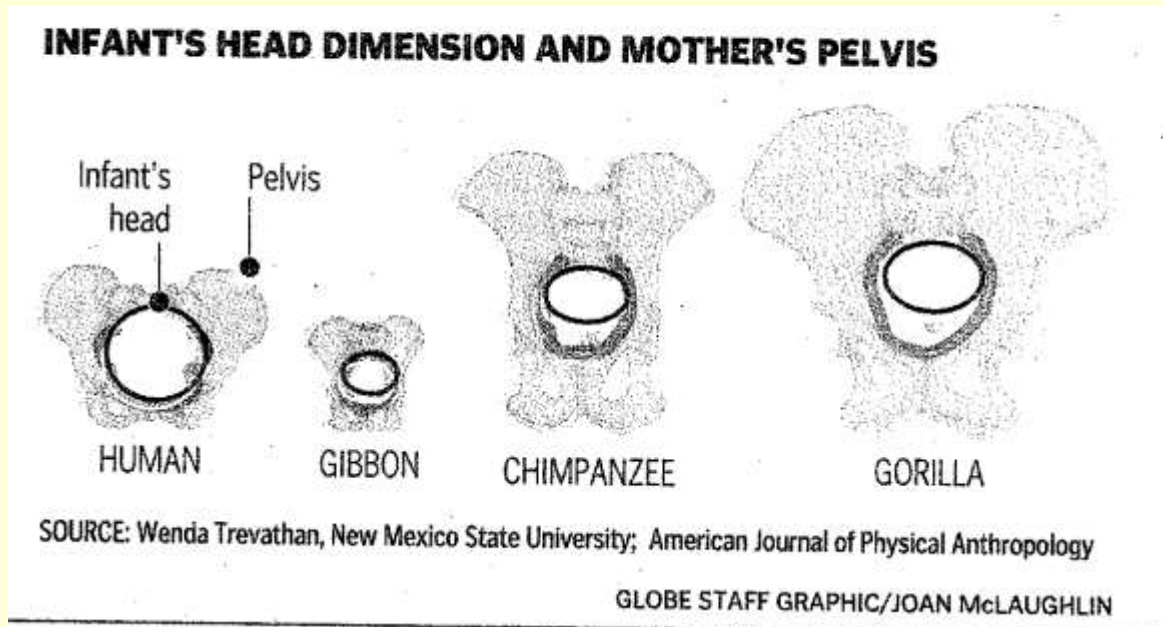 INFANT'S HEAD DIMENSION AND MOTHER'S PELVIS
Infant's
head
Pelvis
HUMAN
GIBBON
CHIMPANZEE
GORILLA
SOURCE: Wenda Trevathan, New Mexico State University; American Journal of Physical Anthropology
GLOBE STAFF GRAPHIC/JOAN McLAUGHLIN